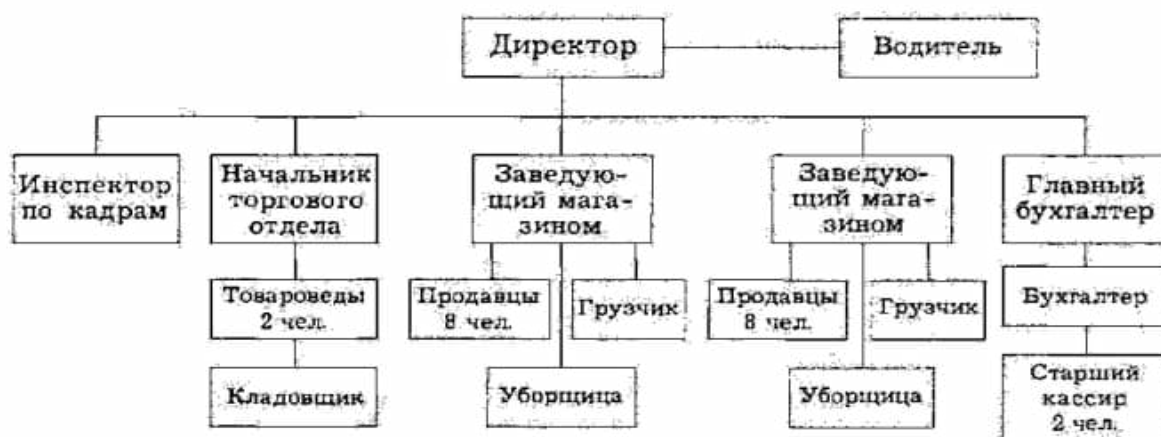 Директор
Водитель
Инспектор
по кадрам
Начальник
торгового
отдела
Заведую-
щий мага-
зином
Заведую-
щий мага-
зином
Главный
бухгалтер
Товароведы
2 чел.
Продавцы
8 чел.
Грузчик
Продавцы
8 чел.
Грузчик
Бухгалтер
Кладовщик
Уборщица
Уборщица
Старший
кассир
2 чел.